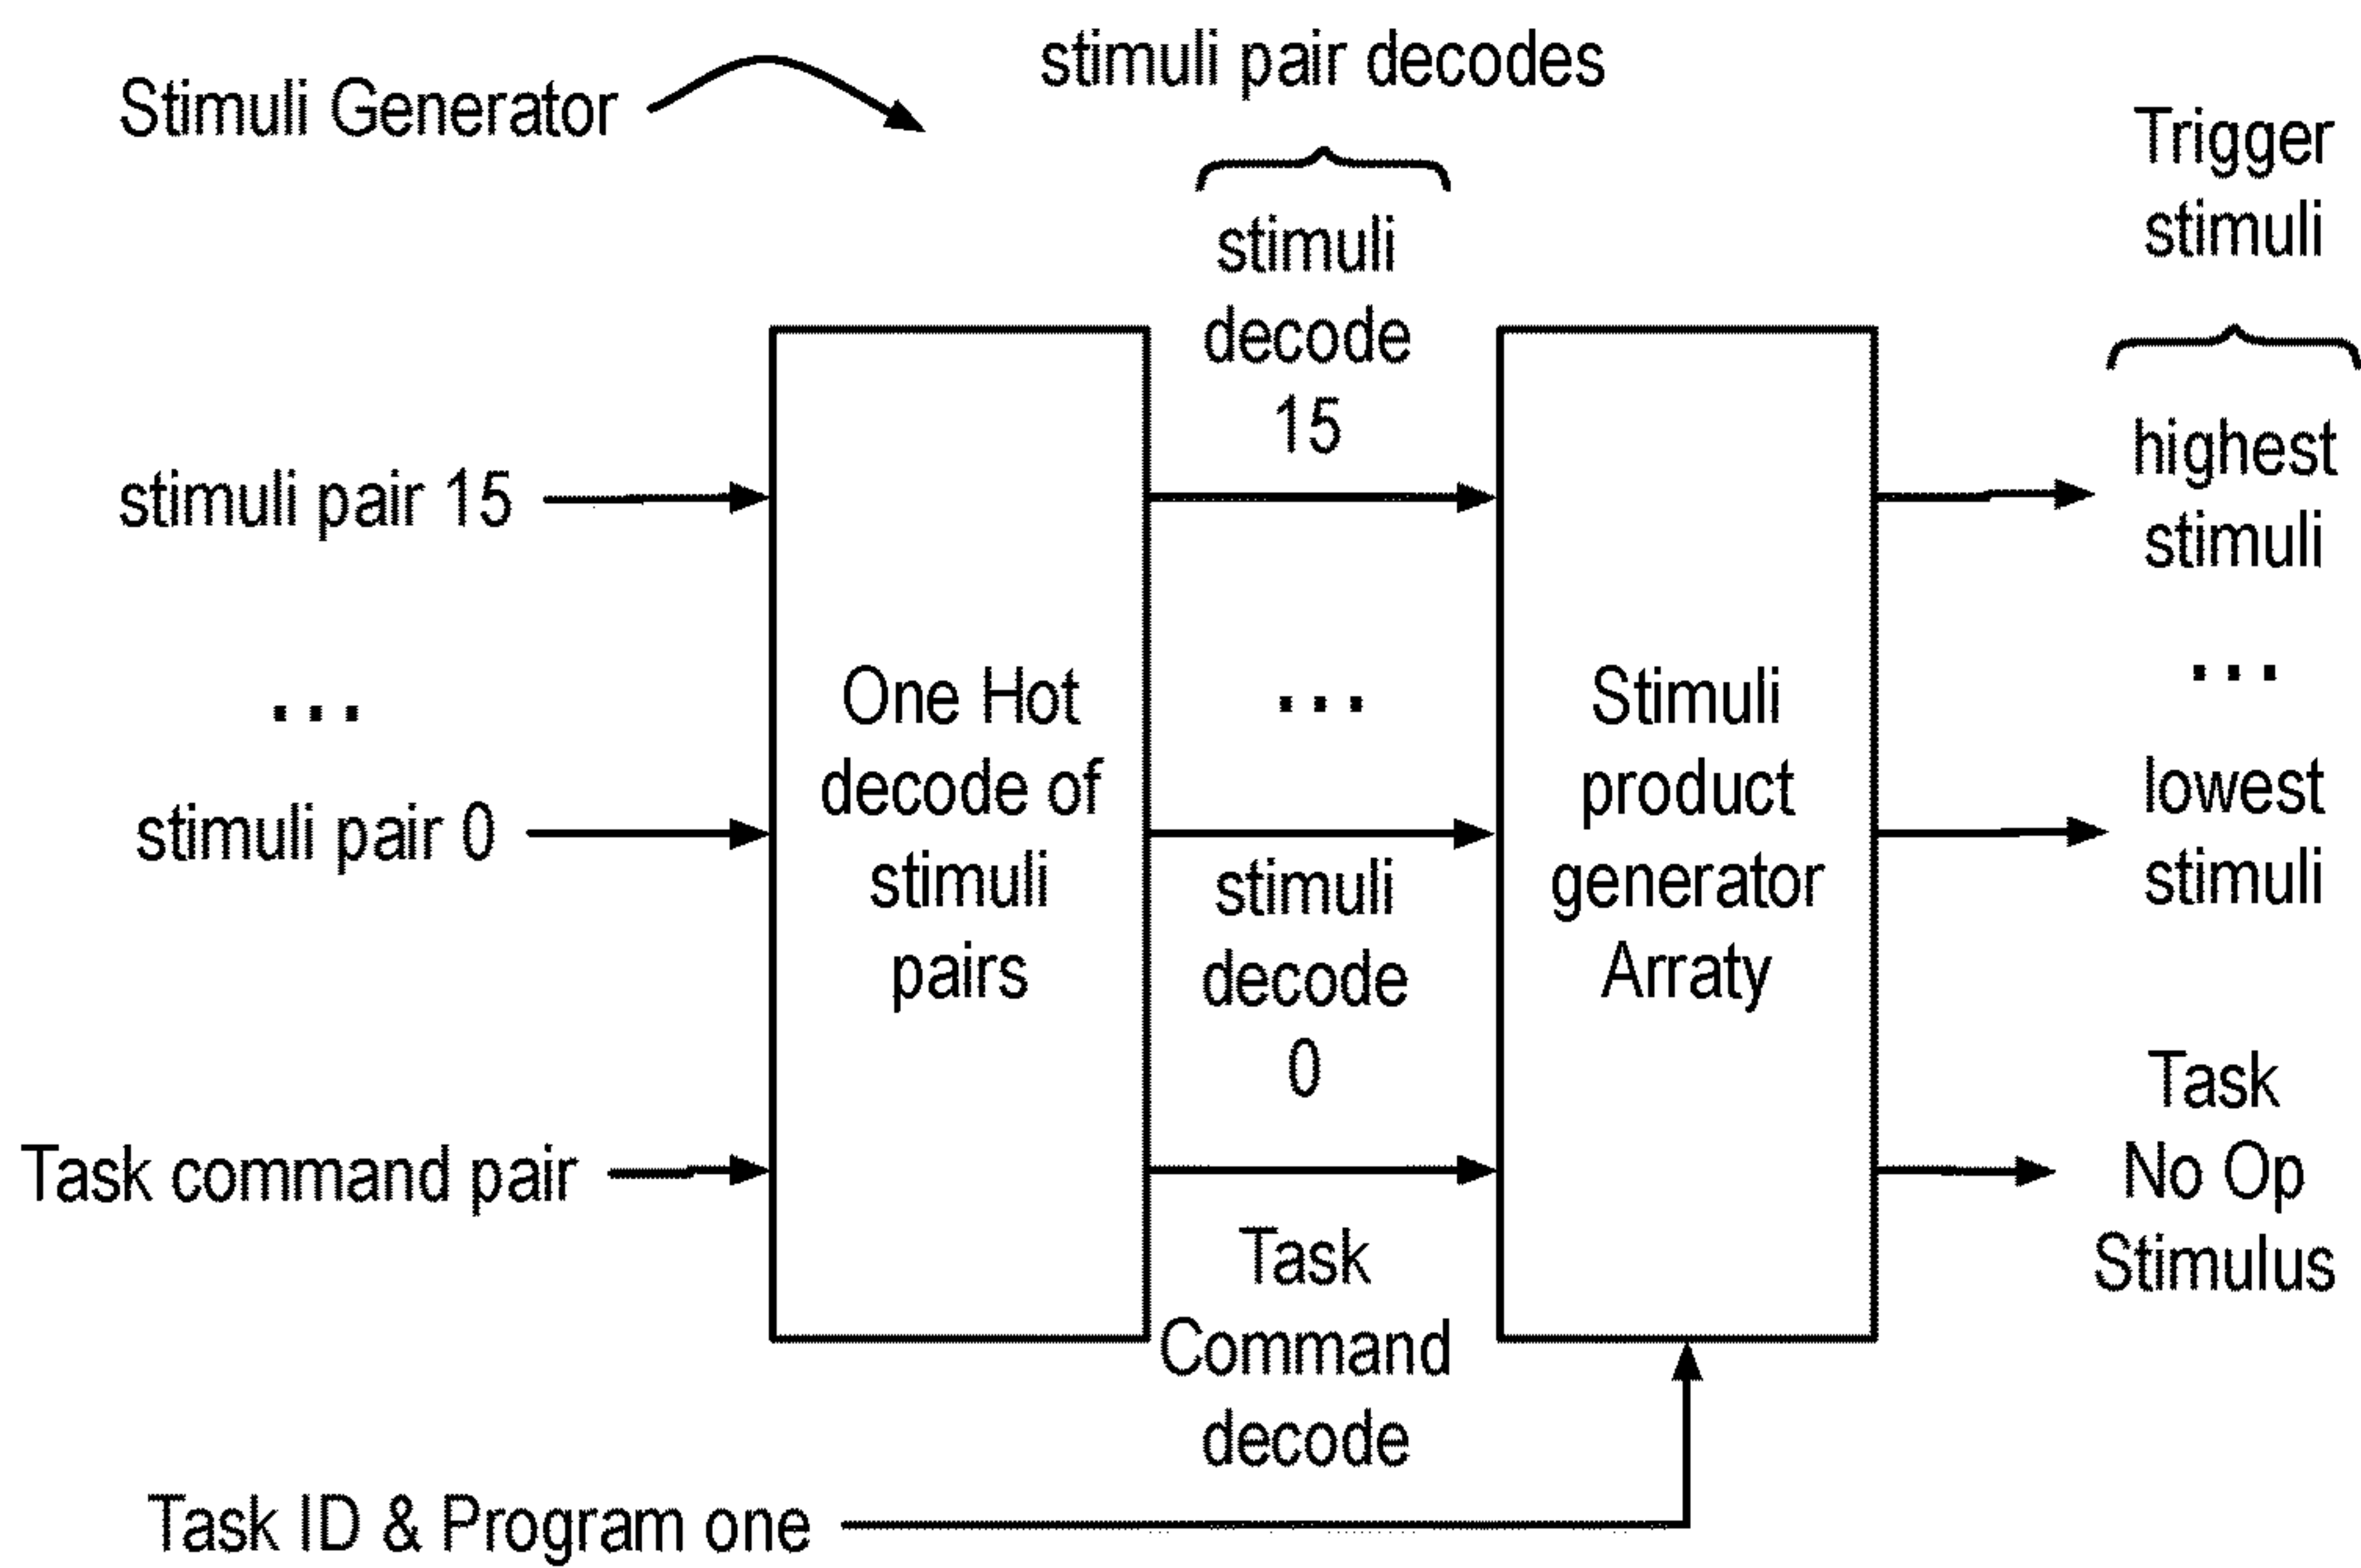 Stimuli Generator
stimuli pair decodes
Trigger
stimuli
stimuli
decode
15
highest
stimuli
stimuli pair 15
...
stimuli pair 0
Task command pair
One Hot
decode of
stimuli
pairs
...
stimuli
decode
0
Task
Command
decode
Stimuli
product
generator
Arraty
...
lowest
stimuli
Task
No Op
Stimulus
Task ID & Program one